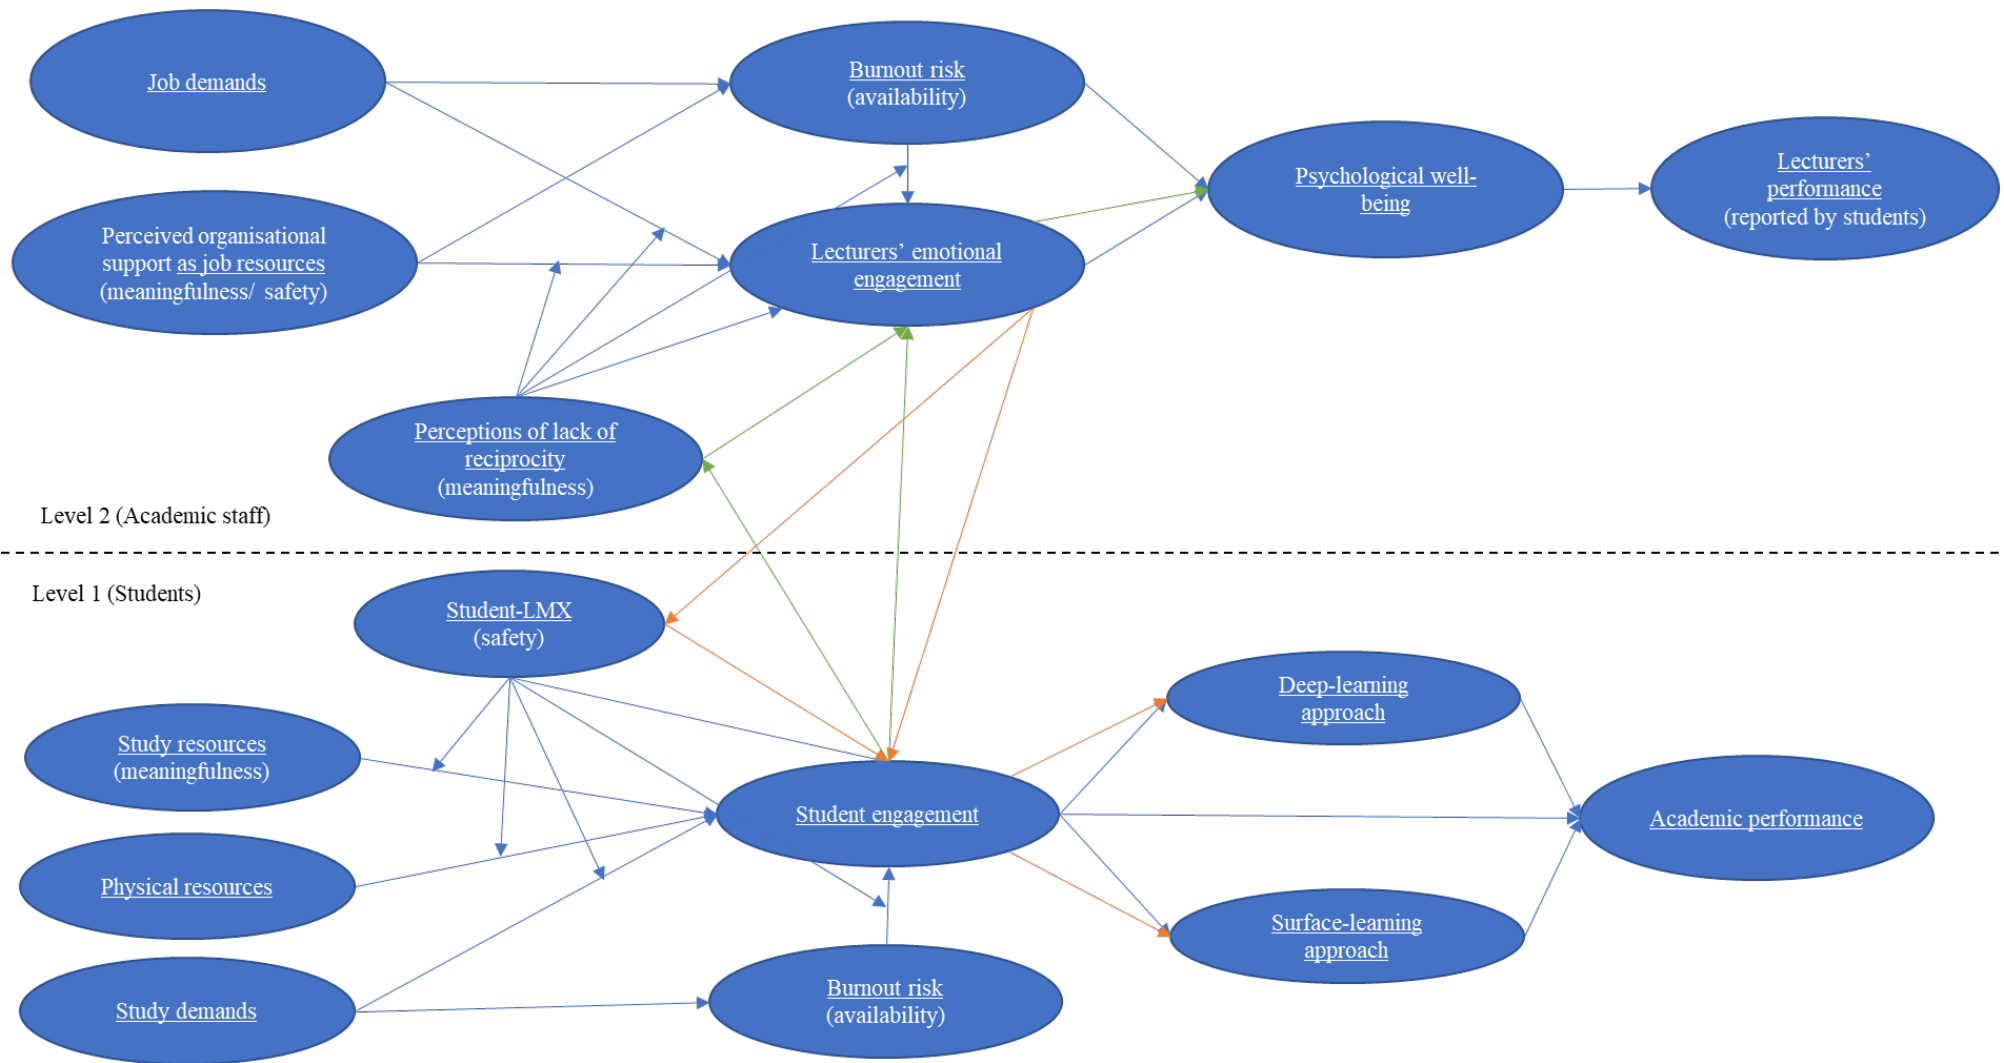 Job demands
Burnout risk
(availability)
Psychological well-
being
Lecturers’
performance
(reported by students)
Perceived organisational
support as job resources
(meaningfulness/ safety)
Lecturers’ emotional
engagement
Perceptions of lack of
reciprocity
(meaningfulness)
Level 2 (Academic staff)
Level 1 (Students)
Student-LMX
(safety)
Study resources
(meaningfulness)
Deep-learning
approach
Student engagement
Academic performance
Physical resources
Surface-learning
approach
Study demands
Burnout risk
(availability)